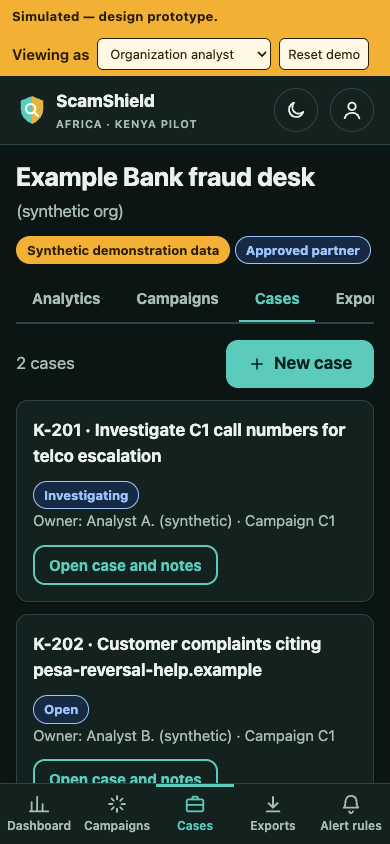 Simulated — design prototype.
Viewing as Organization analyst Reset demo
ScamShield
AFRICA · KENYA PILOT
Example Bank fraud desk
(synthetic org)
Synthetic demonstration data Approved partner
Analytics Campaigns Cases Expor
2 cases + New case
K-201 · Investigate C1 call numbers for
telco escalation
Investigating
Owner: Analyst A. (synthetic) · Campaign C1
Open case and notes
K-202 · Customer complaints citing
pesa-reversal-help.example
Open
Owner: Analyst B. (synthetic) · Campaign C1
Open case and notes
Dashboard Campaigns Cases Exports Alert rules